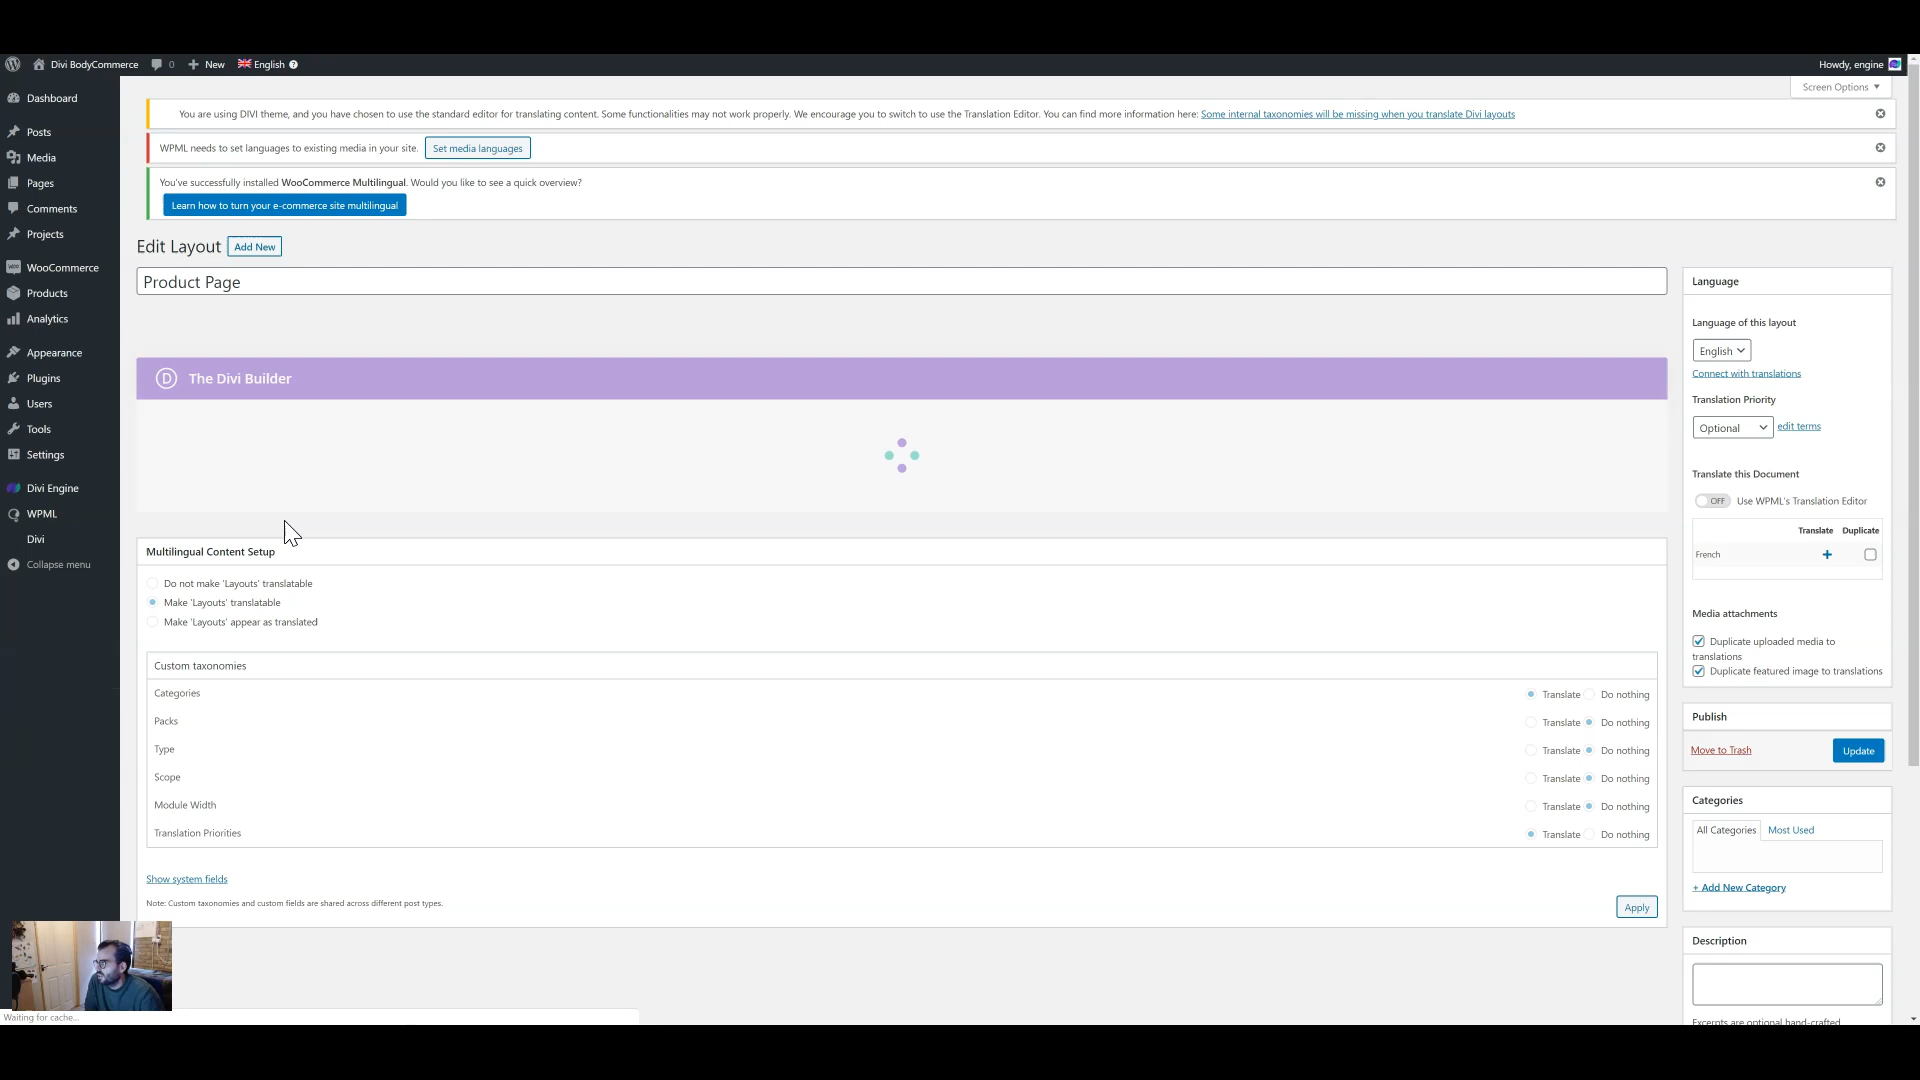 Divi BodyCommerce 0 New English
Howdy, engine
Screen Options
Dashboard
Posts
Media
Pages
Comments
Projects
WooCommerce
Products
Analytics
Appearance
Plugins
Users
Tools
Settings
Divi Engine
WPML
Divi
Collapse menu
You are using DIVI theme, and you have chosen to use the standard editor for translating content. Some functionalities may not work properly. We encourage you to switch to use the Translation Editor. You can find more information here: Some internal taxonomies will be missing when you translate Divi layouts
WPML needs to set languages to existing media in your site. Set media languages
You've successfully installed WooCommerce Multilingual. Would you like to see a quick overview?
Learn how to turn your e-commerce site multilingual
Edit Layout Add New
Product Page
D The Divi Builder
Multilingual Content Setup
Do not make 'Layouts' translatable
Make 'Layouts' translatable
Make 'Layouts' appear as translated
Custom taxonomies
Categories Translate Do nothing
Packs Translate Do nothing
Type Translate Do nothing
Scope Translate Do nothing
Module Width Translate Do nothing
Translation Priorities Translate Do nothing
Show system fields
Note: Custom taxonomies and custom fields are shared across different post types.
Apply
Language
Language of this layout
English
Connect with translations
Translation Priority
Optional edit terms
Translate this Document
OFF Use WPML's Translation Editor
Translate Duplicate
French
Media attachments
Duplicate uploaded media to
translations
Duplicate featured image to translations
Publish
Move to Trash Update
Categories
All Categories Most Used
+ Add New Category
Description
Excerpts are optional hand-crafted
Waiting for cache...